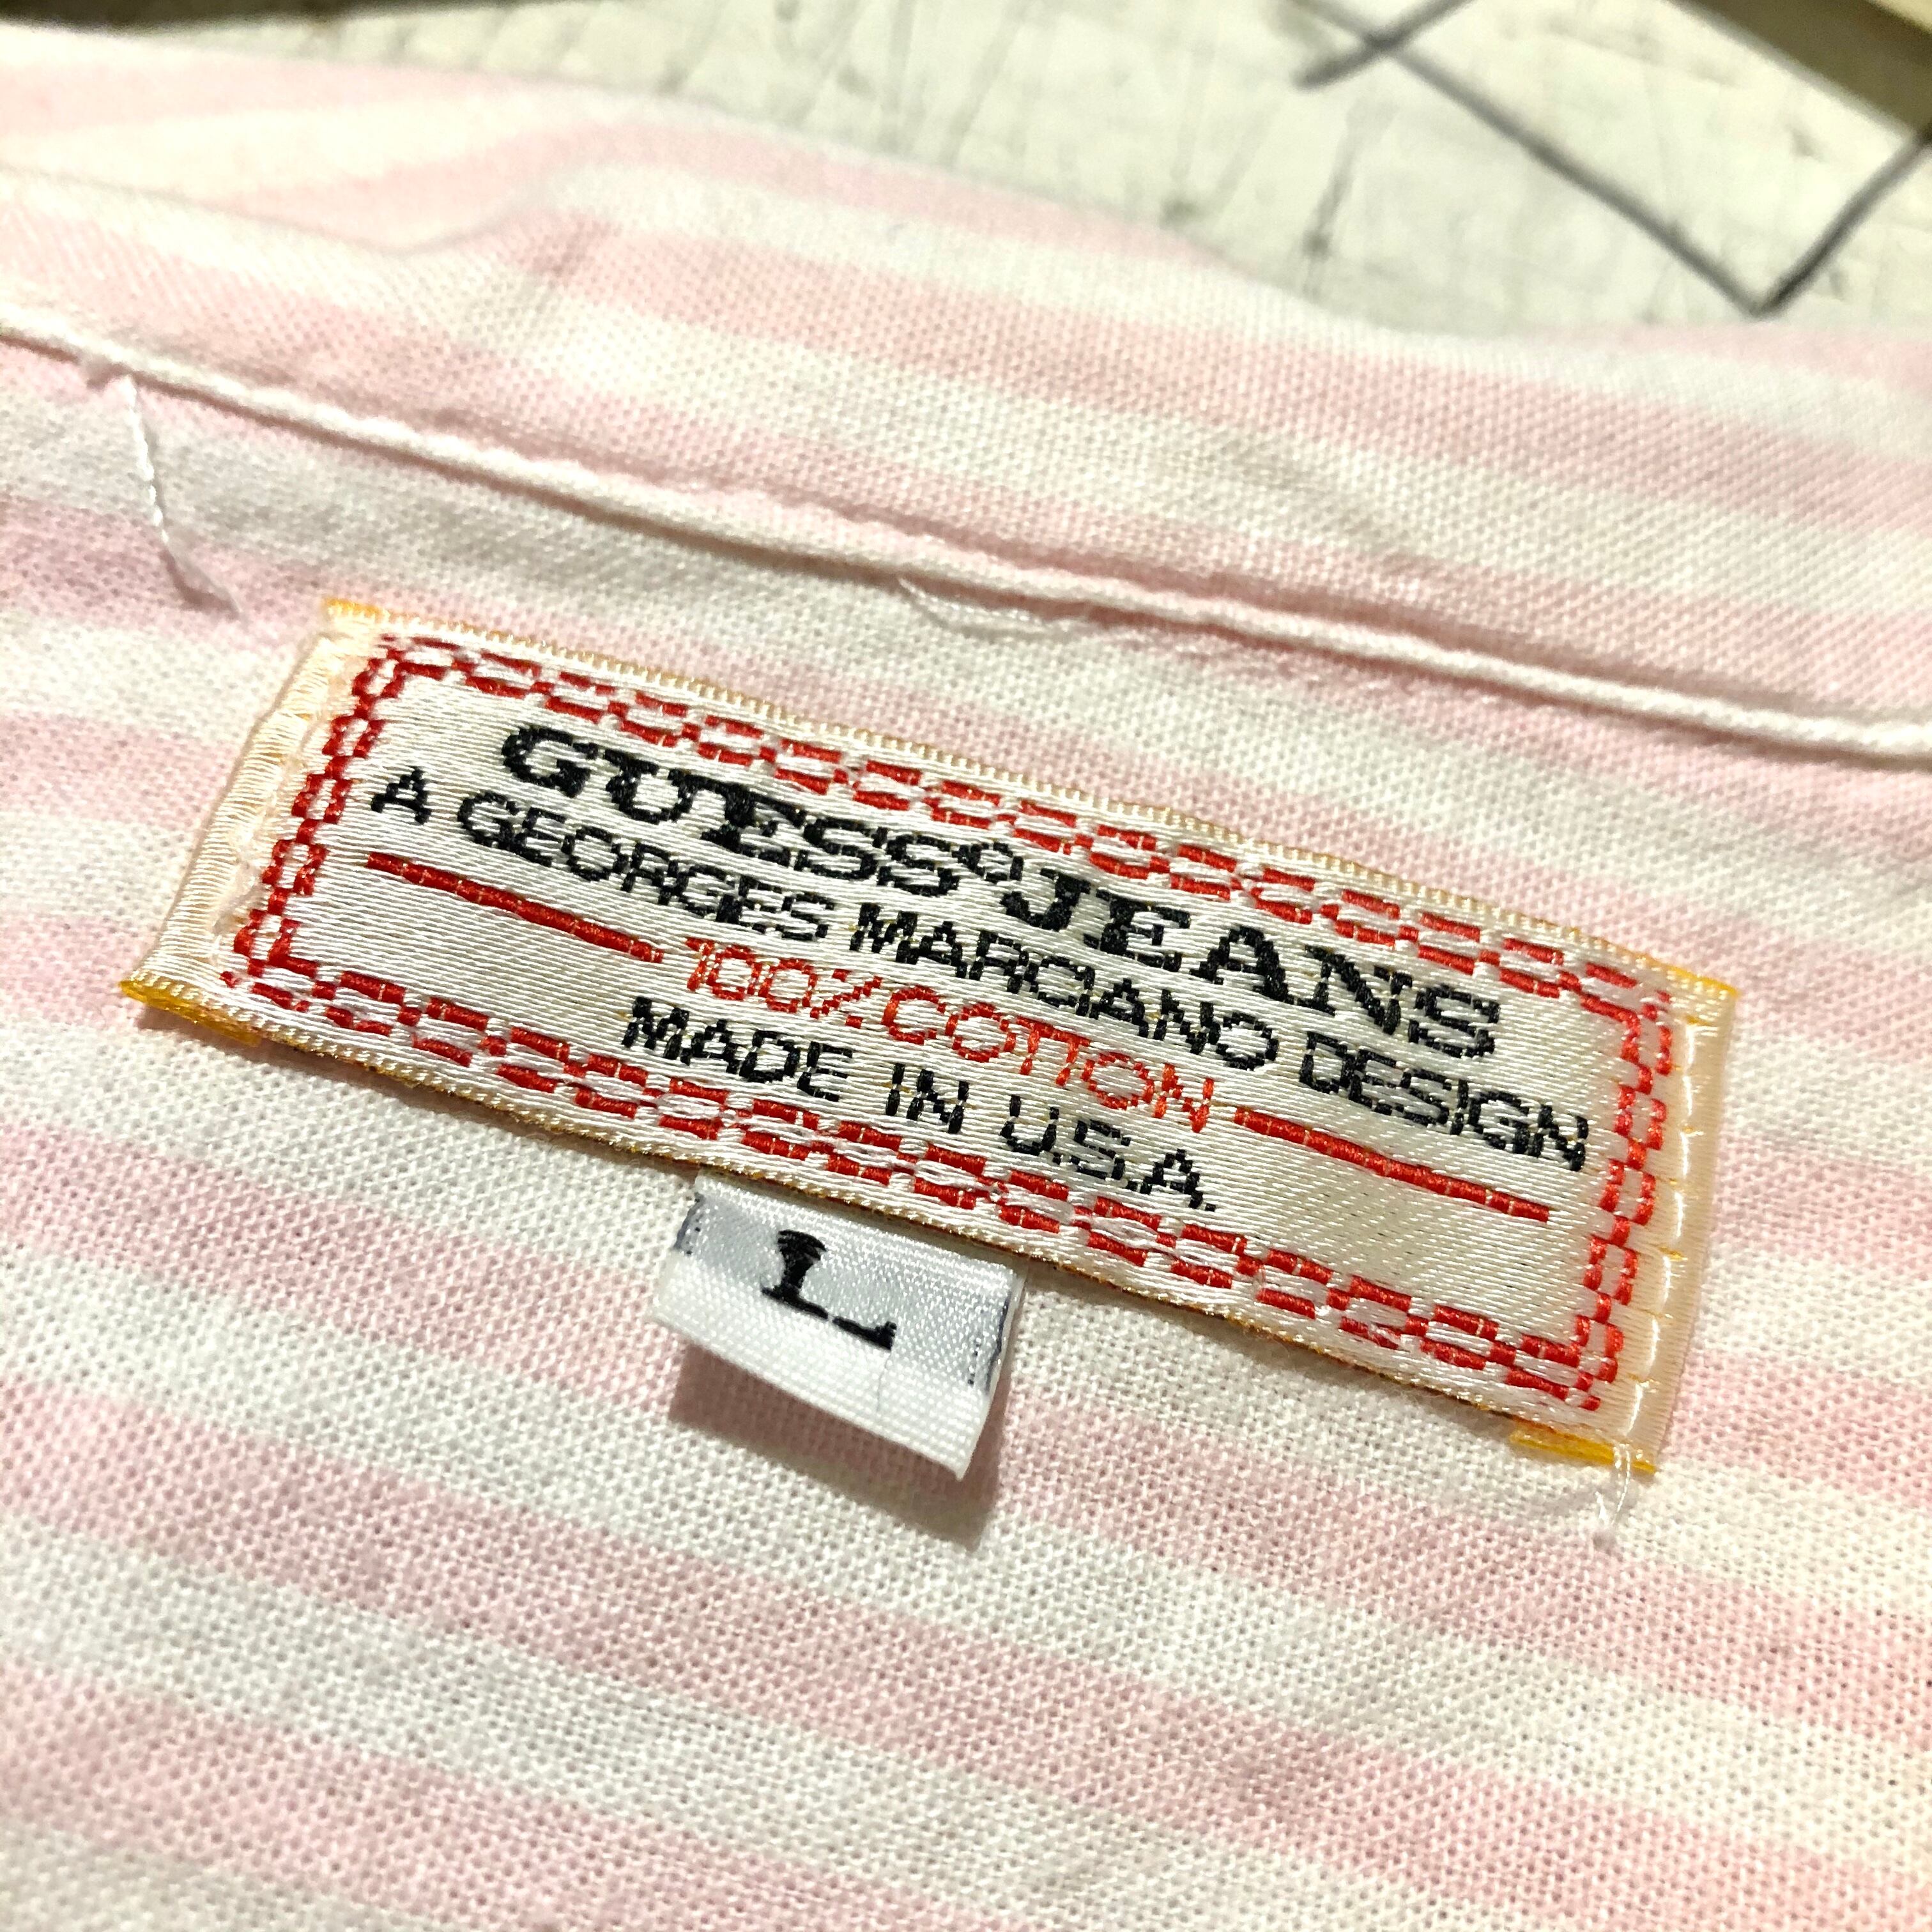 GUESS? JEANS
A GEORGES MARCIANO DESIGN
100% COTTON
MADE IN U.S.A.
L